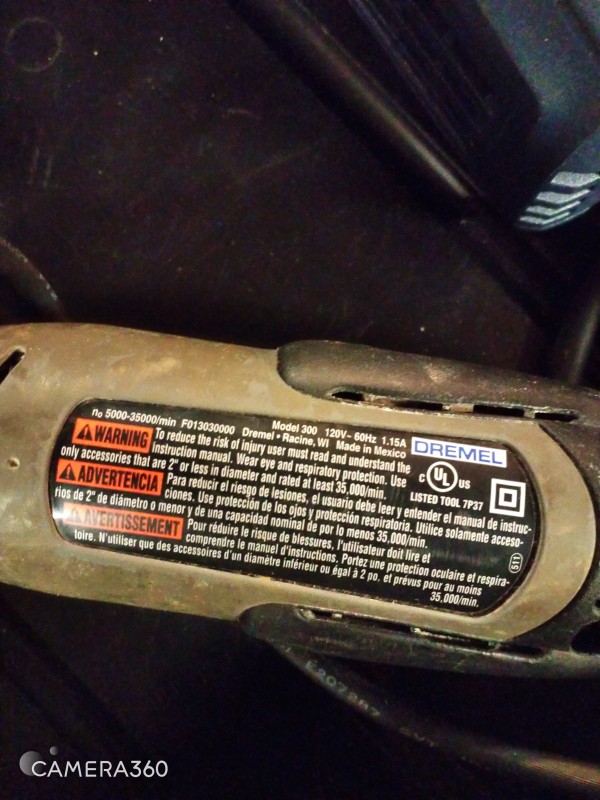 n₀ 5000-35000/min F013030000 Model 300 120V~ 60Hz 1.15A
Dremel • Racine, WI Made in Mexico
DREMEL
WARNING To reduce the risk of injury user must read and understand the
Instruction manual. Wear eye and respiratory protection. Use
only accessories that are 2" or less in diameter and rated at least 35,000/min.
C UL US
LISTED TOOL 7P37
ADVERTENCIA Para reducir el riesgo de lesiones, el usuario debe leer y entender el manual de instruc-
ciones. Use protección de los ojos y protección respiratoria. Utilice solamente acceso-
rios de 2" de diámetro o menor y de una capacidad nominal de por lo menos 35,000/min.
AVERTISSEMENT Pour réduire le risque de blessures, l'utilisateur doit lire et
comprendre le manuel d'instructions. Portez une protection oculaire et respira-
toire. N'utiliser que des accessoires d'un diamètre inférieur ou égal à 2 po. et prévus pour au moins
35,000/min.
511
CAMERA360